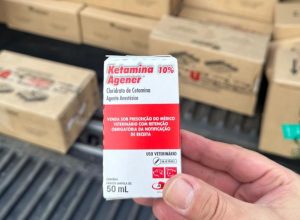 Ketamina 10%
Agener®
Cloridrato de Cetamina
Agente Anestésico
VENDA SOB PRESCRIÇÃO DO MÉDICO
VETERINÁRIO COM RETENÇÃO
OBRIGATÓRIA DA NOTIFICAÇÃO
DE RECEITA
USO VETERINÁRIO
50 mL